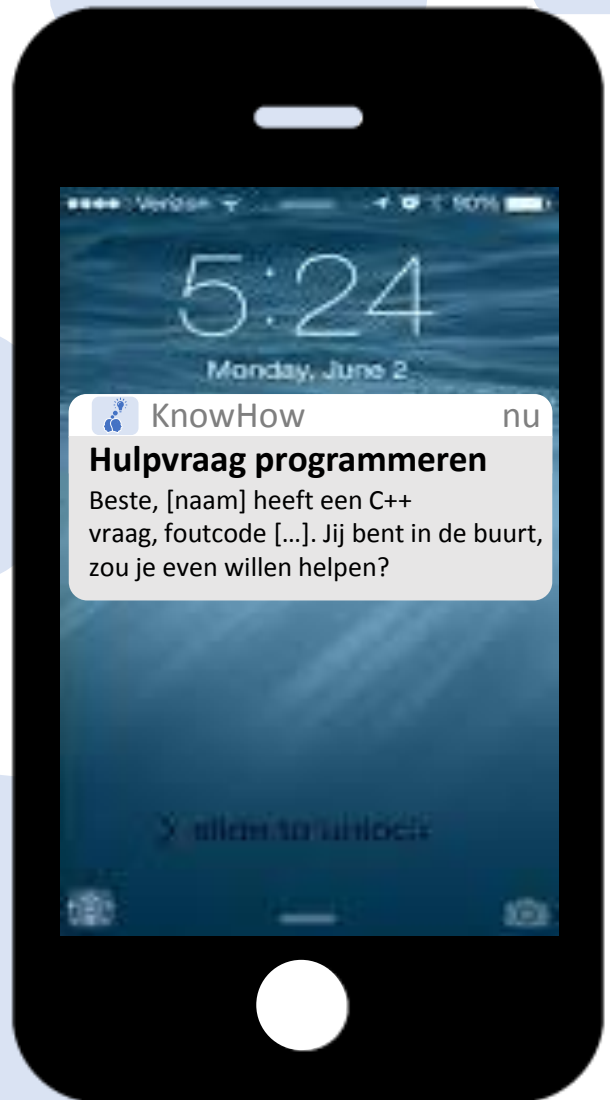 Verizon 90%
5:24
Monday, June 2
KnowHow nu
Hulpvraag programmeren
Beste, [naam] heeft een C++
vraag, foutcode [...]. Jij bent in de buurt,
zou je even willen helpen?
> slide to unlock